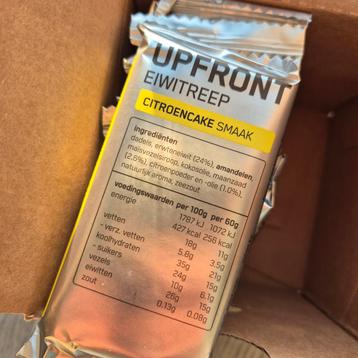 UPFRONT
EIWITREEP
CITROENCAKE SMAAK
ingrediënten
dadels, erwteneiwit (24%), amandelen,
maisvezelsiroop, kokosolie, maanzaad
(2.6%), citroenpoeder en -olie (1.0%),
natuurlijk aroma, zeezout
voedingswaarden per 100g per 60g
energie 1787 kJ 1072 kJ
427 kcal 256 kcal
vetten 18g 11g
- verz. vetten 5.8g 3.5g
koolhydraten 35g 21g
- suikers 24g 15g
vezels 10g 6.1g
eiwitten 26g 15g
zout 0.13g 0.08g